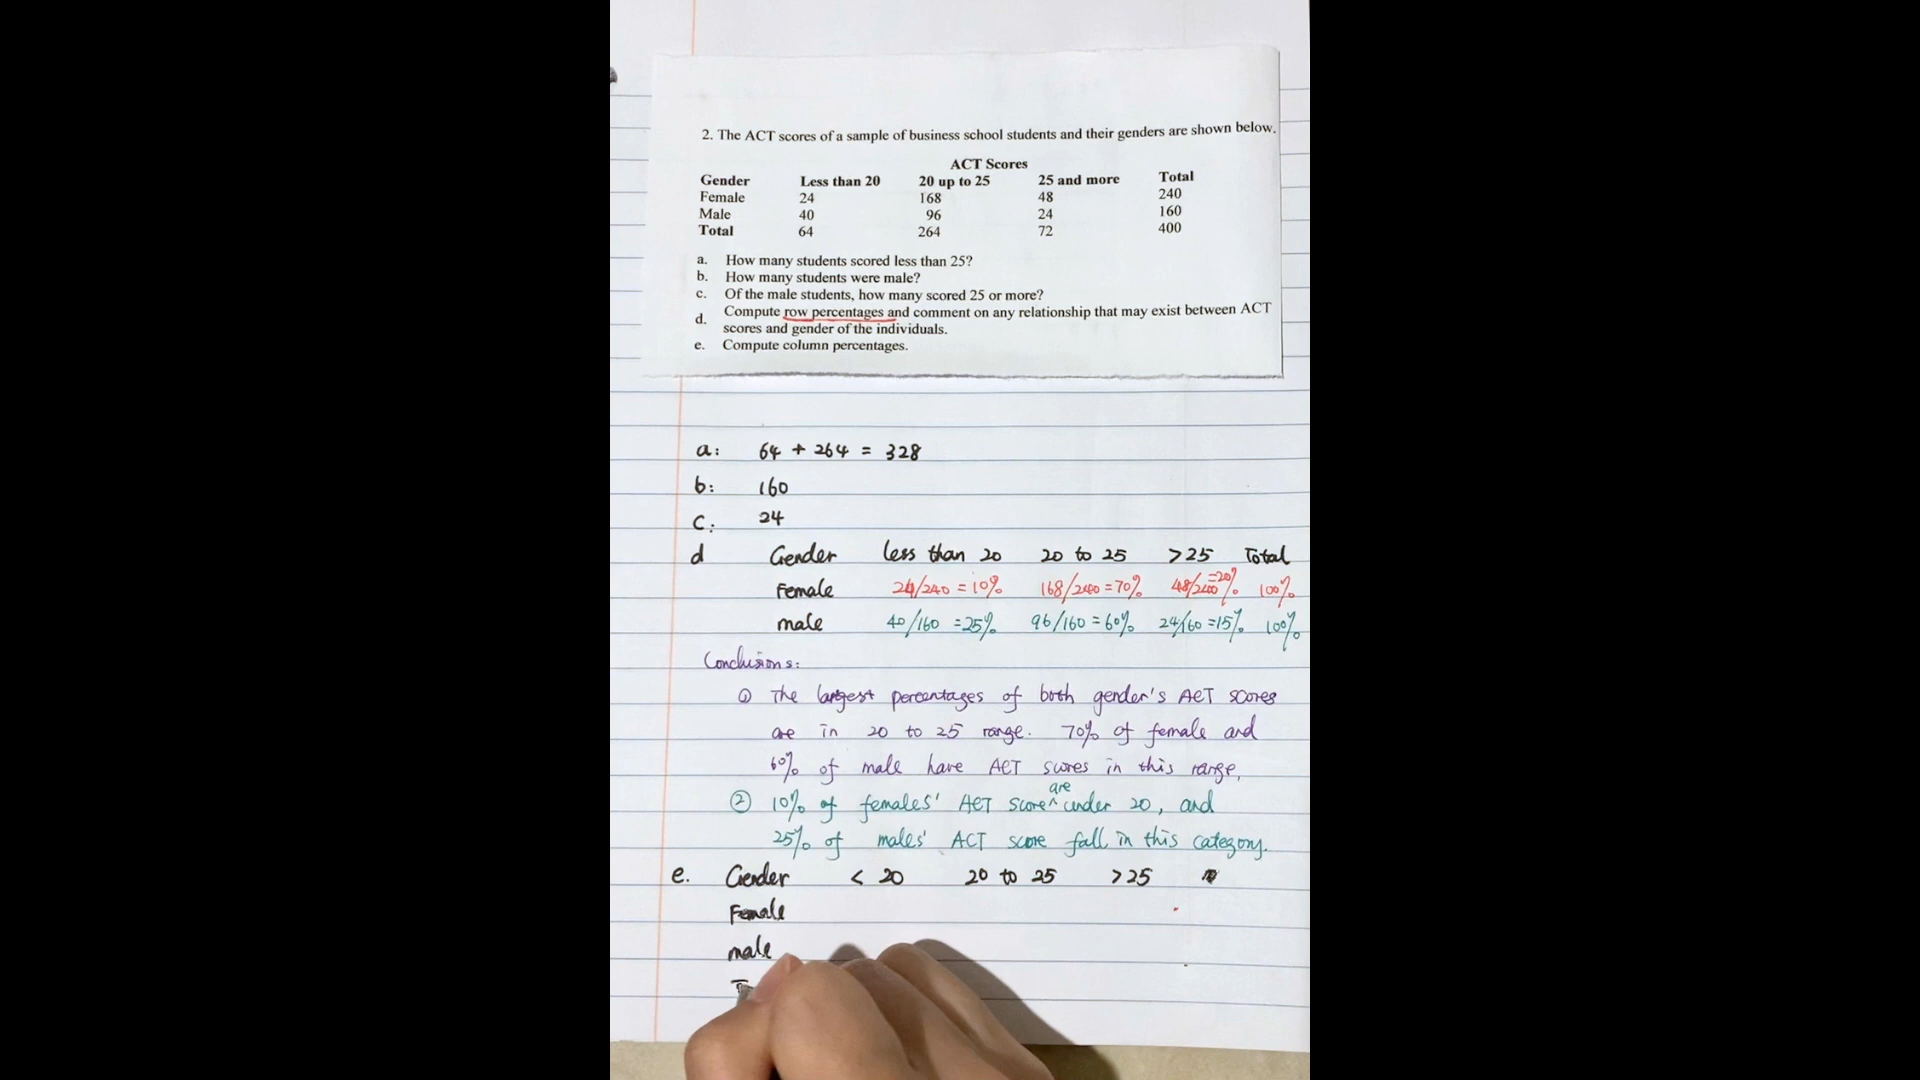 2. The ACT scores of a sample of business school students and their genders are shown below.
ACT Scores
Gender Less than 20 20 up to 25 25 and more Total
Female 24 168 48 240
Male 40 96 24 160
Total 64 264 72 400
a. How many students scored less than 25?
b. How many students were male?
c. Of the male students, how many scored 25 or more?
d. Compute row percentages and comment on any relationship that may exist between ACT
scores and gender of the individuals.
e. Compute column percentages.
a: 64 + 264 = 328
b: 160
C: 24
d Gender less than 20 20 to 25 >25 Total
Female 24/240 = 10% 168/240 = 70% 48/240 =20% 100%
male 40/160 = 25% 96/160 = 60% 24/160 = 15% 100%
Conclusions:
① The largest percentages of both gender's ACT scores
are in 20 to 25 range. 70% of female and
60% of male have ACT scores in this range,
② 10% of females' ACT score are under 20, and
25% of males' ACT score fall in this category.
e. Gender < 20 20 to 25 >25
Female
male